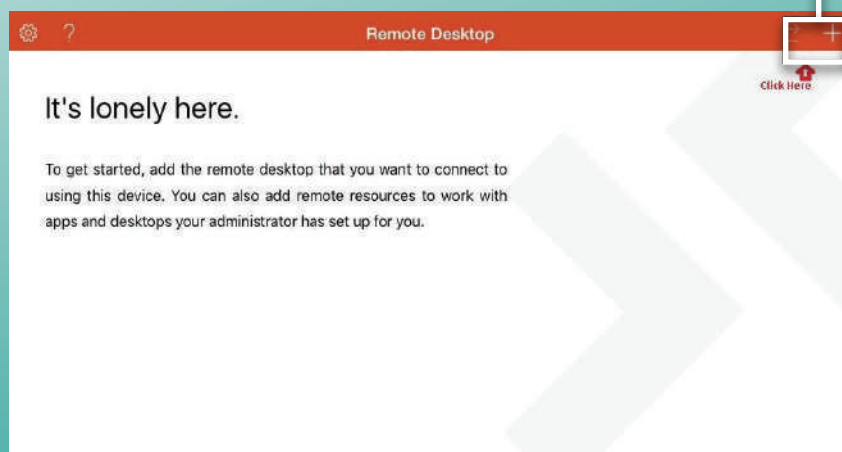 Remote Desktop
Click Here
It's lonely here.
To get started, add the remote desktop that you want to connect to
using this device. You can also add remote resources to work with
apps and desktops your administrator has set up for you.